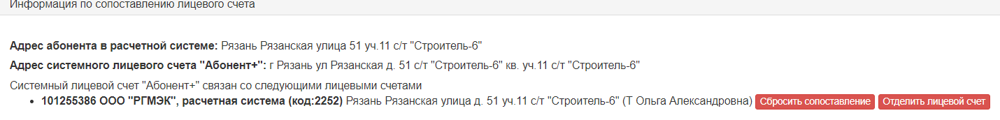 Информация по сопоставлению лицевого счета
Адрес абонента в расчетной системе: Рязань Рязанская улица 51 уч.11 с/т "Строитель-6"
Адрес системного лицевого счета "Абонент+": г Рязань ул Рязанская д. 51 с/т "Строитель-6" кв. уч.11 с/т "Строитель-6"
Системный лицевой счет "Абонент+" связан со следующими лицевыми счетами
• 101255386 ООО "РГМЭК", расчетная система (код:2252) Рязань Рязанская улица д. 51 уч.11 с/т "Строитель-6" (Т Ольга Александровна) Сбросить сопоставление Отделить лицевой счет